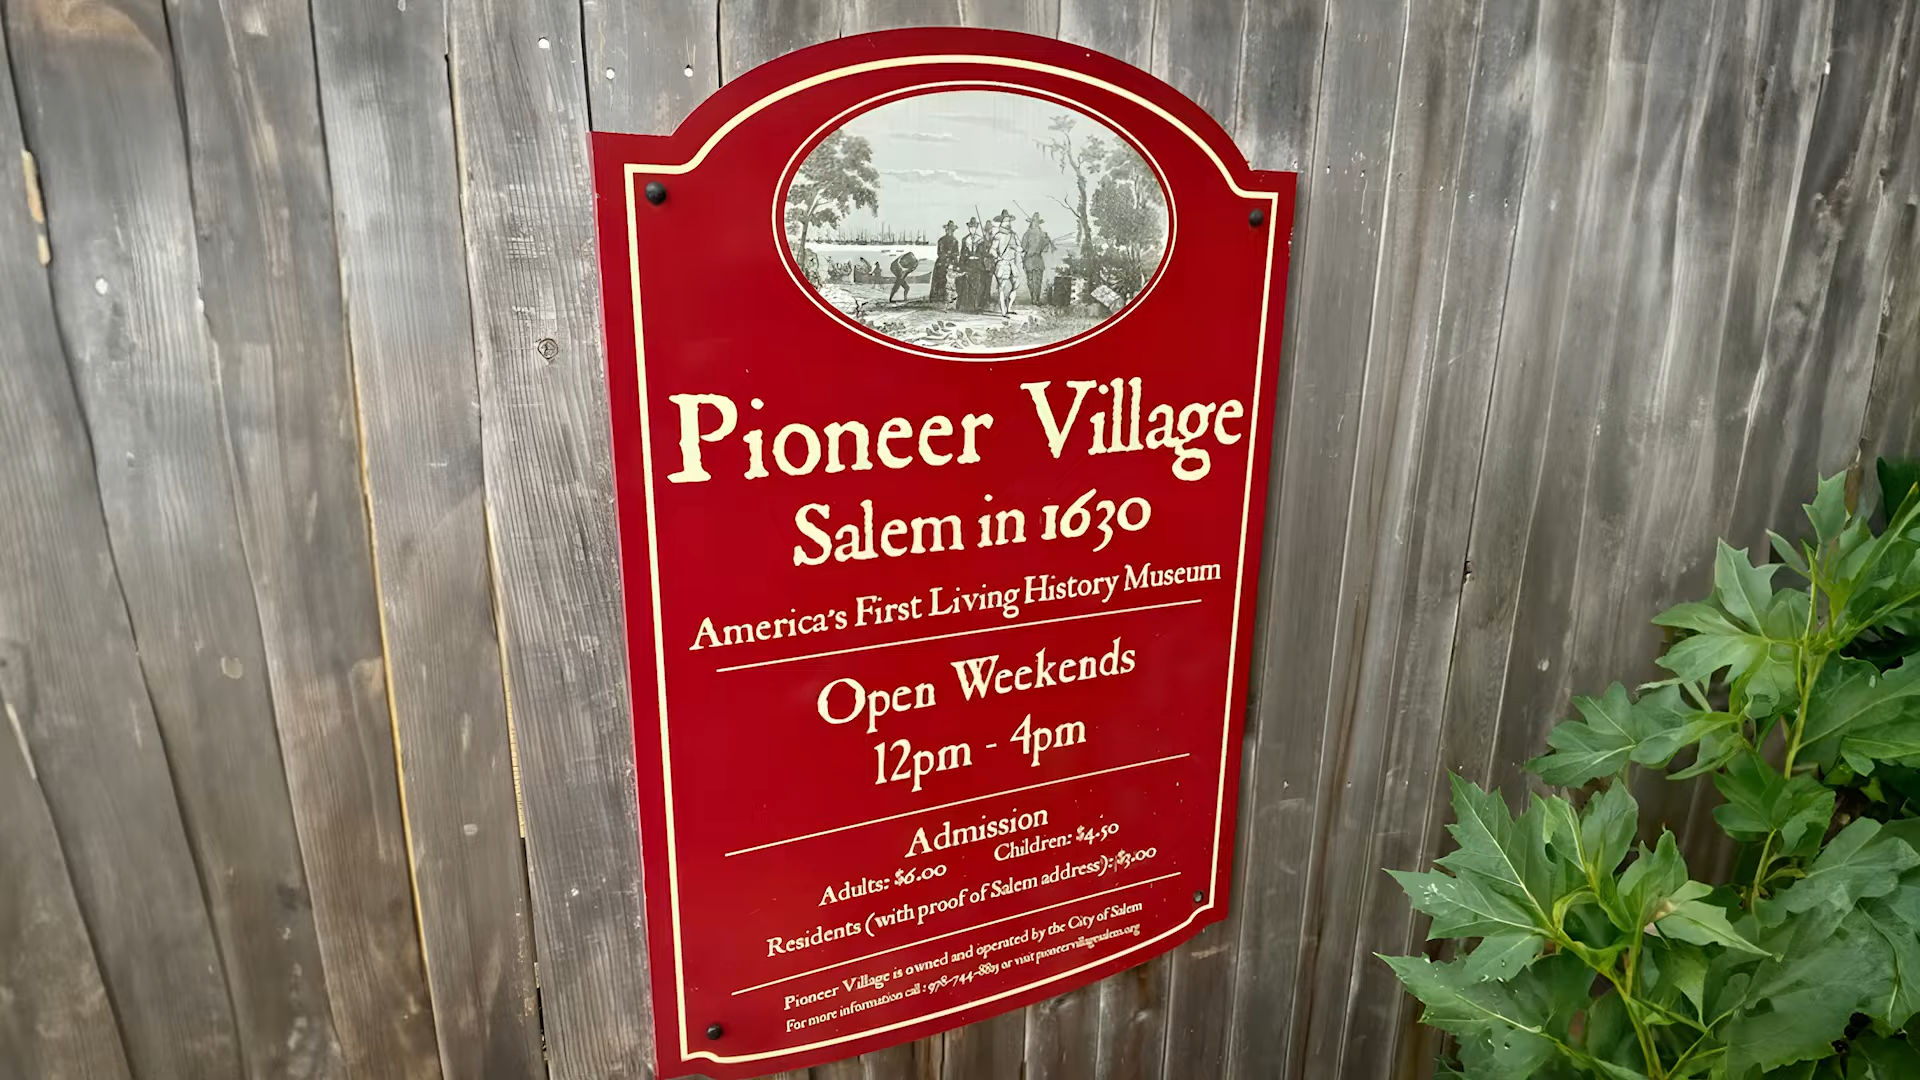 Pioneer Village
Salem in 1630
America's First Living History Museum
Open Weekends
12pm - 4pm
Admission
Adults: $6.00 Children: $4.50
Residents (with proof of Salem address): $3.00
Pioneer Village is owned and operated by the City of Salem
For more information call: 978-744-8815 or visit pioneervillagesalem.org